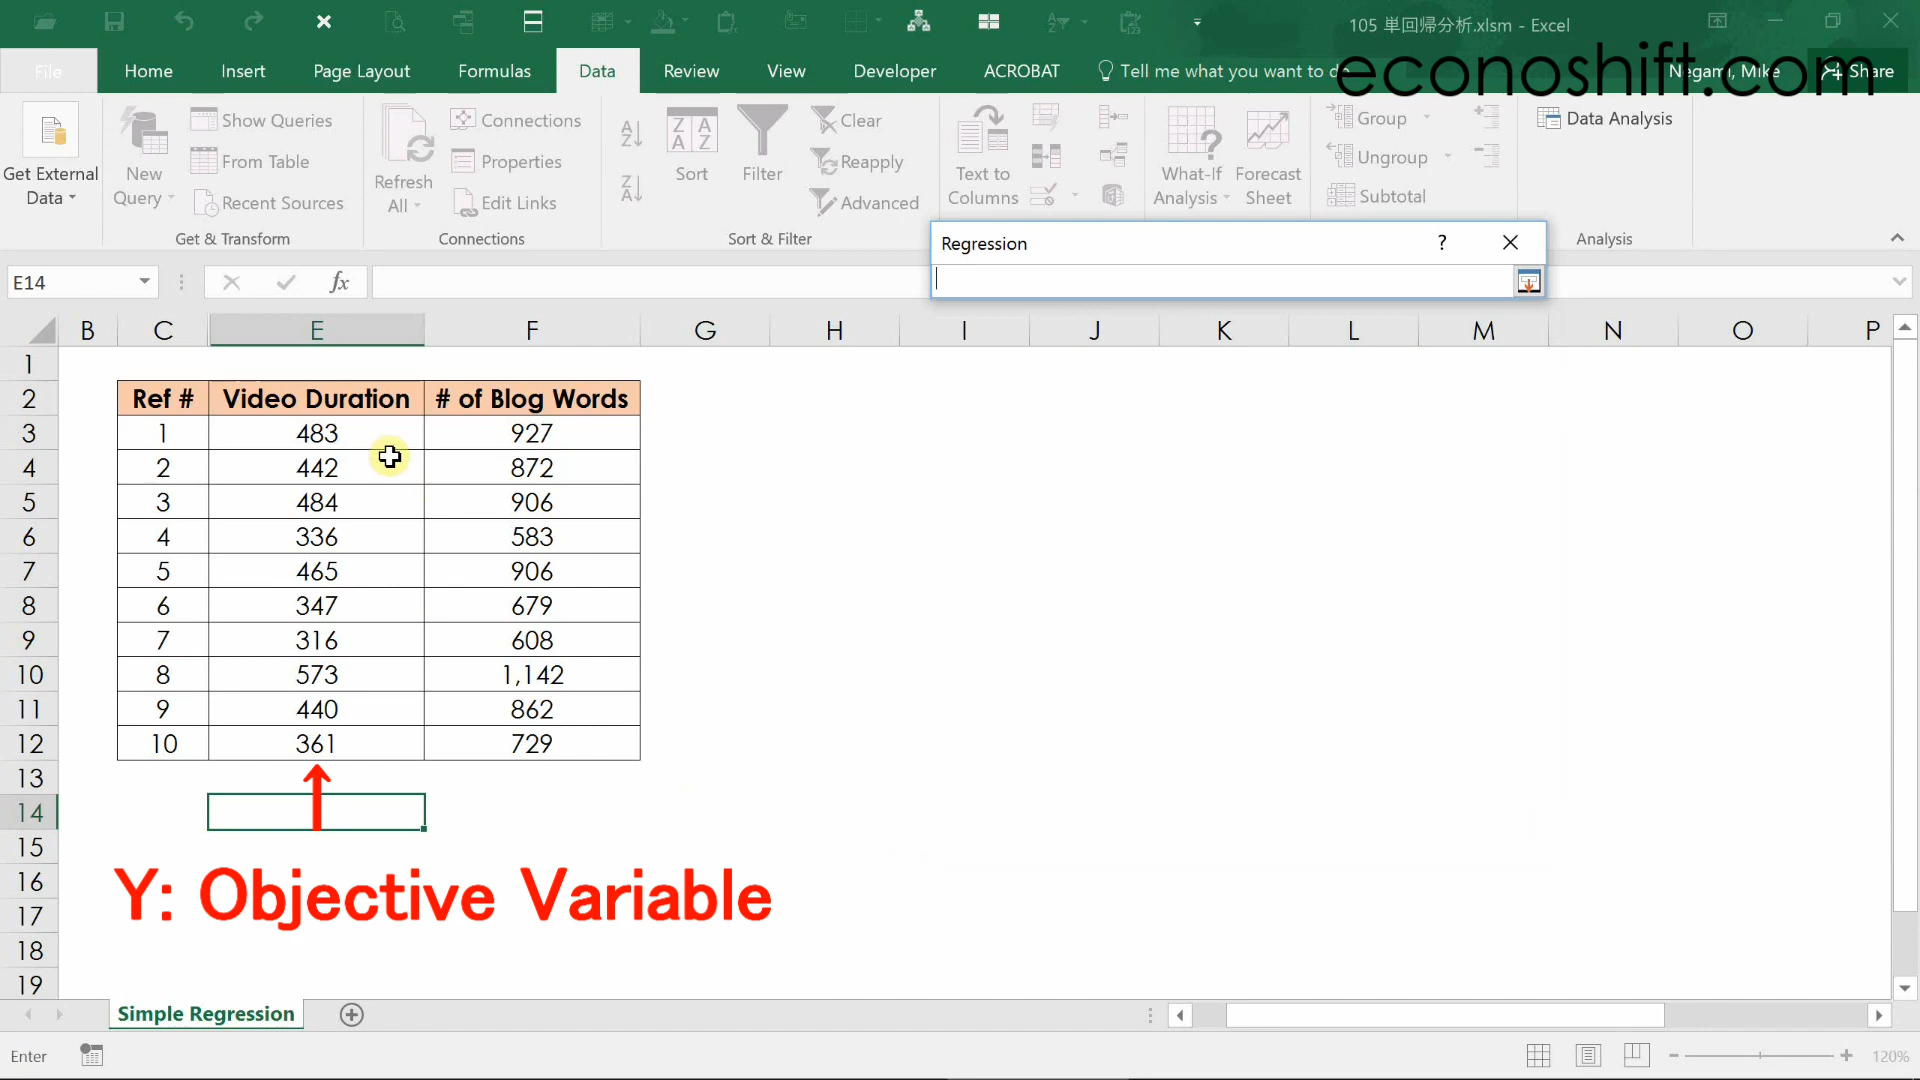 105 単回帰分析.xlsm - Excel
econoshift.com
File
Home
Insert
Page Layout
Formulas
Data
Review
View
Developer
ACROBAT
Tell me what you want to do
Negami, Mike
Share
Get External
Data
New
Query
Show Queries
From Table
Recent Sources
Get & Transform
Refresh
All
Connections
Properties
Edit Links
Connections
Sort
Filter
Clear
Reapply
Advanced
Sort & Filter
Text to
Columns
What-If
Analysis
Forecast
Sheet
Group
Ungroup
Subtotal
Data Analysis
Analysis
Regression
?
E14
fx
B C E F G H I J K L M N O P
1
2 Ref # Video Duration # of Blog Words
3 1 483 927
4 2 442 872
5 3 484 906
6 4 336 583
7 5 465 906
8 6 347 679
9 7 316 608
10 8 573 1,142
11 9 440 862
12 10 361 729
13
14
15
16
17
18
19
Y: Objective Variable
Simple Regression
Enter
120%